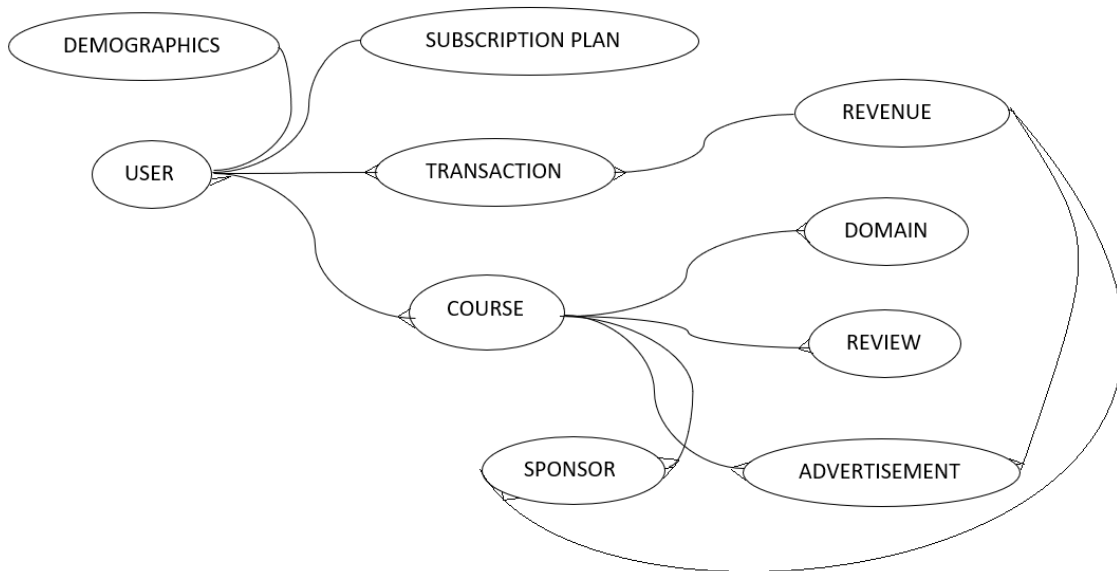 DEMOGRAPHICS
SUBSCRIPTION PLAN
REVENUE
USER
TRANSACTION
DOMAIN
COURSE
REVIEW
SPONSOR
ADVERTISEMENT